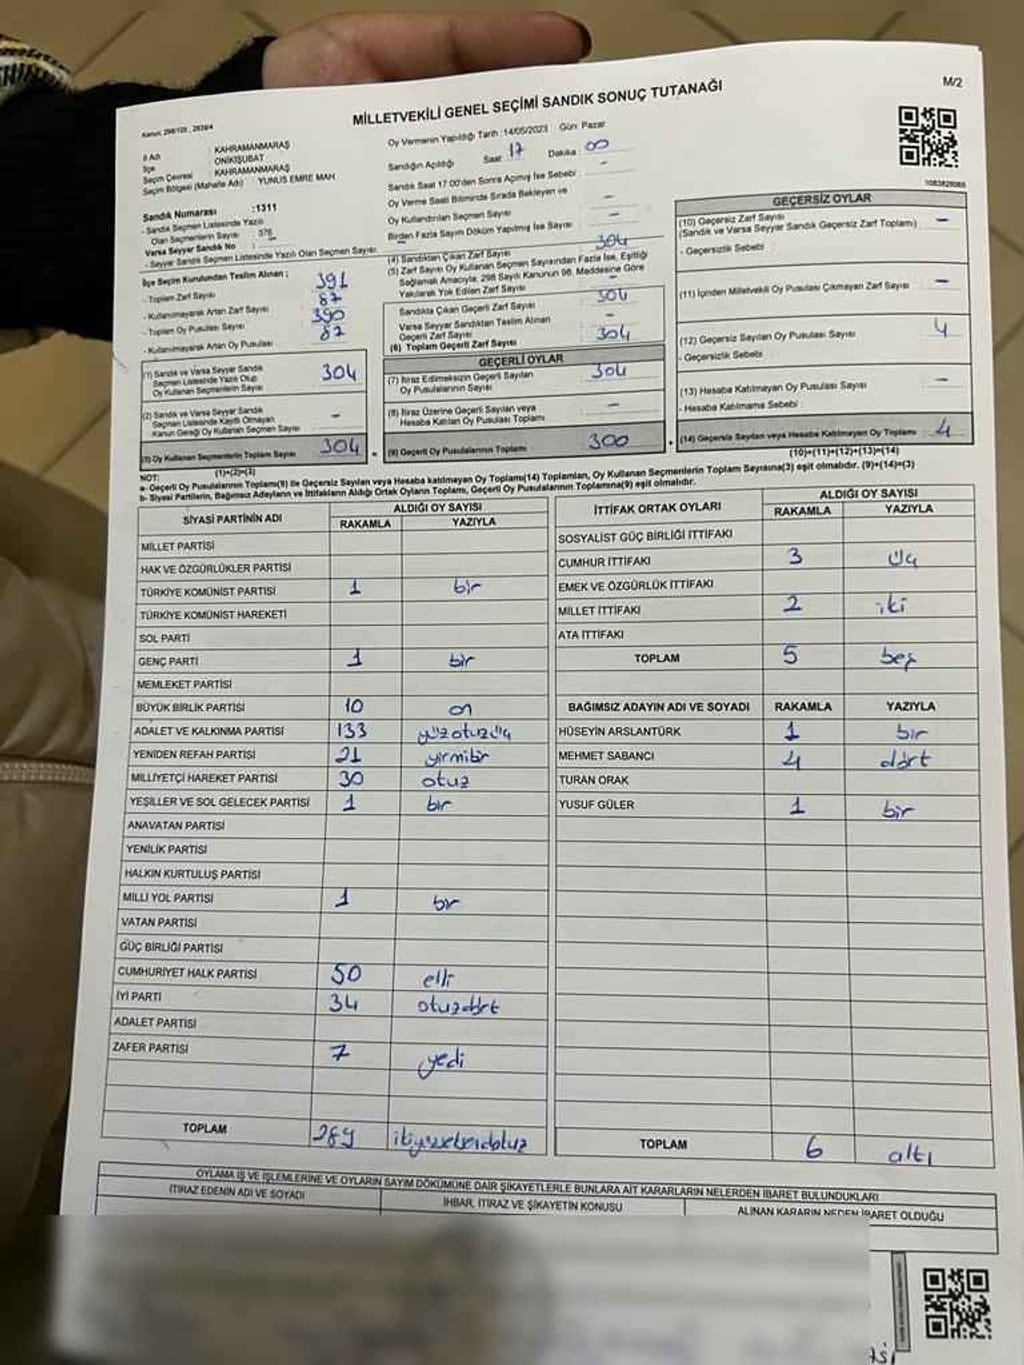 M/2
MİLLETVEKİLİ GENEL SEÇİMİ SANDIK SONUÇ TUTANAĞI
İl Adı : KAHRAMANMARAŞ
İlçe : ONİKİŞUBAT
Seçim Çevresi : KAHRAMANMARAŞ
Seçim Bölgesi (Mahalle Adı) : YUNUS EMRE MAH.
Sandık Numarası :1311
- Sandık Seçmen Listesinde Yazılı
Olan Seçmenlerin Sayısı : 376
Varsa Seyyar Sandık No :
- Seyyar Sandık Seçmen Listesinde Yazılı Olan Seçmen Sayısı:
Oy Vermenin Yapıldığı Tarih :14/05/2023 Gün: Pazar
Sandığın Açıldığı Saat : 17 Dakika : 00
Sandık Saat 17:00'den Sonra Açılmış İse Sebebi : –
Oy Verme Saati Bitiminde Sırada Bekleyen ve
Oy Kullandırılan Seçmen Sayısı –
Birden Fazla Sayım Döküm Yapılmış İse Sayısı –
İlçe Seçim Kurulundan Teslim Alınan ;
- Toplam Zarf Sayısı 391
- Kullanılmayarak Artan Zarf Sayısı 87
- Toplam Oy Pusulası Sayısı 390
- Kullanılmayarak Artan Oy Pusulası 87
(4) Sandıktan Çıkan Zarf Sayısı 304
(5) Zarf Sayısı Oy Kullanan Seçmen Sayısından Fazla İse, Eşitliği
Sağlamak Amacıyla, 298 Sayılı Kanunun 98. Maddesine Göre
Yakılarak Yok Edilen Zarf Sayısı –
Sandıkta Çıkan Geçerli Zarf Sayısı 304
Varsa Seyyar Sandıktan Teslim Alınan
Geçerli Zarf Sayısı –
(6) Toplam Geçerli Zarf Sayısı 304
(1) Sandık ve Varsa Seyyar Sandık
Seçmen Listesinde Yazılı Olup
Oy Kullanan Seçmenlerin Sayısı 304
(2) Sandık ve Varsa Seyyar Sandık
Seçmen Listesinde Kayıtlı Olmayan
Kanun Gereği Oy Kullanan Seçmen Sayısı –
(3) Oy Kullanan Seçmenlerin Toplam Sayısı 304
(1)+(2)=(3)
GEÇERLİ OYLAR
(7) İtiraz Edilmeksizin Geçerli Sayılan
Oy Pusulalarının Sayısı 304
(8) İtiraz Üzerine Geçerli Sayılan veya
Hesaba Katılan Oy Pusulası Toplamı –
(9) Geçerli Oy Pusulalarının Toplamı 300
GEÇERSİZ OYLAR
(10) Geçersiz Zarf Sayısı –
(Sandık ve Varsa Seyyar Sandık Geçersiz Zarf Toplamı)
- Geçersizlik Sebebi :
(11) İçinden Milletvekili Oy Pusulası Çıkmayan Zarf Sayısı –
(12) Geçersiz Sayılan Oy Pusulası Sayısı 4
- Geçersizlik Sebebi :
(13) Hesaba Katılmayan Oy Pusulası Sayısı –
- Hesaba Katılmama Sebebi :
(14) Geçersiz Sayılan veya Hesaba Katılmayan Oy Toplamı 4
(10)+(11)+(12)+(13)=(14)
NOT:
a- Geçerli Oy Pusulalarının Toplamı(9) ile Geçersiz Sayılan veya Hesaba katılmayan Oy Toplamı(14) Toplamları, Oy Kullanan Seçmenlerin Toplam Sayısına(3) eşit olmalıdır. (9)+(14)=(3)
b- Siyasi Partilerin, Bağımsız Adayların ve İttifakların Aldığı Ortak Oyların Toplamı, Geçerli Oy Pusulalarının Toplamına(9) eşit olmalıdır.
SİYASİ PARTİNİN ADI ALDIĞI OY SAYISI
RAKAMLA YAZIYLA
MİLLET PARTİSİ
HAK VE ÖZGÜRLÜKLER PARTİSİ
TÜRKİYE KOMÜNİST PARTİSİ 1 bir
TÜRKİYE KOMÜNİST HAREKETİ
SOL PARTİ
GENÇ PARTİ 1 bir
MEMLEKET PARTİSİ
BÜYÜK BİRLİK PARTİSİ 10 on
ADALET VE KALKINMA PARTİSİ 133 yüzotuzüç
YENİDEN REFAH PARTİSİ 21 yirmibir
MİLLİYETÇİ HAREKET PARTİSİ 30 otuz
YEŞİLLER VE SOL GELECEK PARTİSİ 1 bir
ANAVATAN PARTİSİ
YENİLİK PARTİSİ
HALKIN KURTULUŞ PARTİSİ
MİLLİ YOL PARTİSİ 1 bir
VATAN PARTİSİ
GÜÇ BİRLİĞİ PARTİSİ
CUMHURİYET HALK PARTİSİ 50 elli
İYİ PARTİ 34 otuzdört
ADALET PARTİSİ
ZAFER PARTİSİ 7 yedi
TOPLAM 289
İTTİFAK ORTAK OYLARI ALDIĞI OY SAYISI
RAKAMLA YAZIYLA
SOSYALİST GÜÇ BİRLİĞİ İTTİFAKI
CUMHUR İTTİFAKI 3 üç
EMEK VE ÖZGÜRLÜK İTTİFAKI
MİLLET İTTİFAKI 2 iki
ATA İTTİFAKI
TOPLAM 5 beş
BAĞIMSIZ ADAYIN ADI VE SOYADI RAKAMLA YAZIYLA
HÜSEYİN ARSLANTÜRK 1 bir
MEHMET SABANCI 4 dört
TURAN ORAK
YUSUF GÜLER 1 bir
TOPLAM 6 altı
OYLAMA İŞ VE İŞLEMLERİNE VE OYLARIN SAYIM DÖKÜMÜNE DAİR ŞİKAYETLERLE BUNLARA AİT KARARLARIN NELERDEN İBARET BULUNDUKLARI
İTİRAZ EDENİN ADI VE SOYADI İHBAR, İTİRAZ VE ŞİKAYETİN KONUSU ALINAN KARARIN NEDEN İBARET OLDUĞU